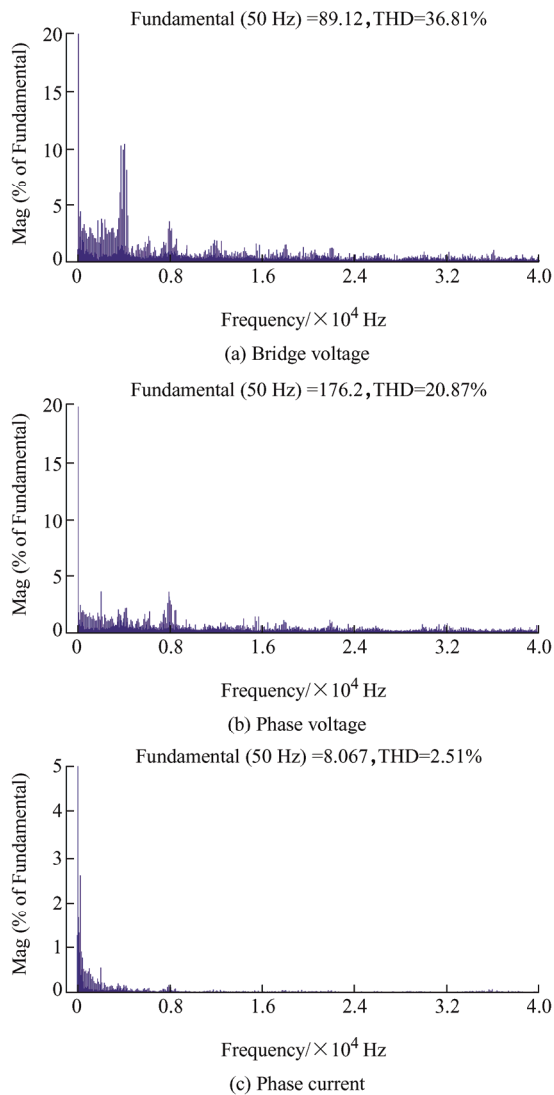 Fundamental (50 Hz) =89.12,THD=36.81%
20
15
10
5
0
Mag (% of Fundamental)
0 0.8 1.6 2.4 3.2 4.0
Frequency/×10⁴ Hz
(a) Bridge voltage
Fundamental (50 Hz) =176.2,THD=20.87%
20
15
10
5
0
Mag (% of Fundamental)
0 0.8 1.6 2.4 3.2 4.0
Frequency/×10⁴ Hz
(b) Phase voltage
Fundamental (50 Hz) =8.067,THD=2.51%
5
4
3
2
1
0
Mag (% of Fundamental)
0 0.8 1.6 2.4 3.2 4.0
Frequency/×10⁴ Hz
(c) Phase current